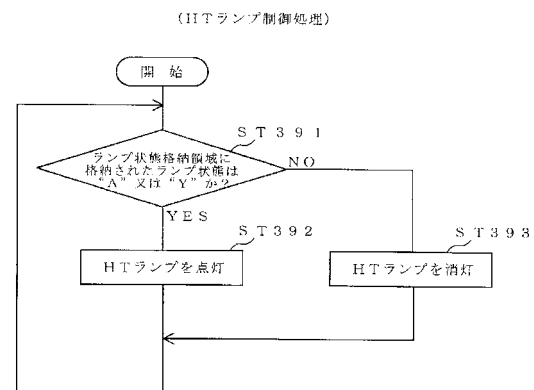 (HTランプ制御処理)
開 始
ST391
ランプ状態格納領域に
格納されたランプ状態は
"A"又は"Y"か?
NO
YES
ST392
ST393
HTランプを点灯
HTランプを消灯